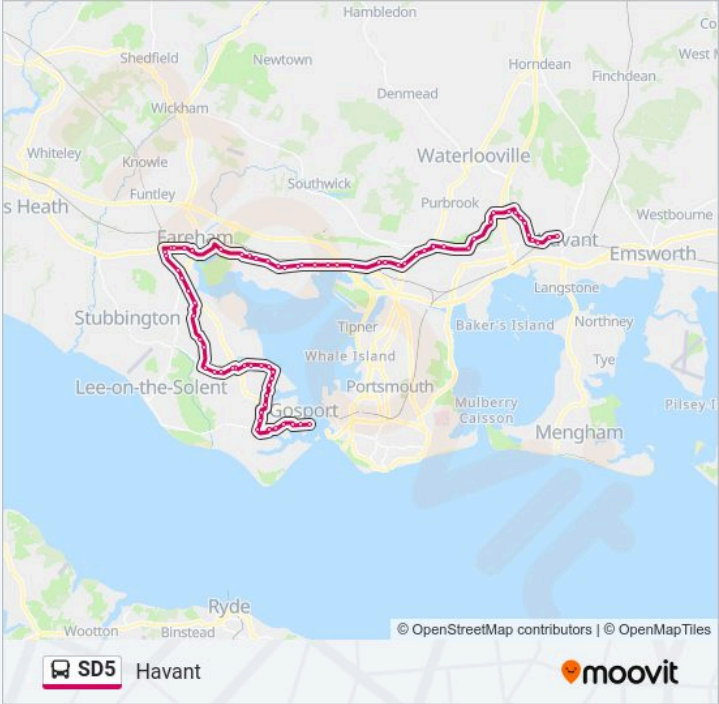 Hambledon
Shedfield
Newtown
Horndean
Finchdean
Co
West M
Denmead
Wickham
Whiteley
Knowle
Waterlooville
Southwick
Funtley
Purbrook
s Heath
Westbourne
Fareham
avant
Emsworth
Langstone
Stubbington
Tipner
Baker's Island
Northney
Whale Island
Tye
Lee-on-the-Solent
Portsmouth
Mulberry
Caisson
Pilsey I
Gosport
Mengham
Ryde
Wootton
Binstead
© OpenStreetMap contributors | © OpenMapTiles
SD5 Havant
moovit